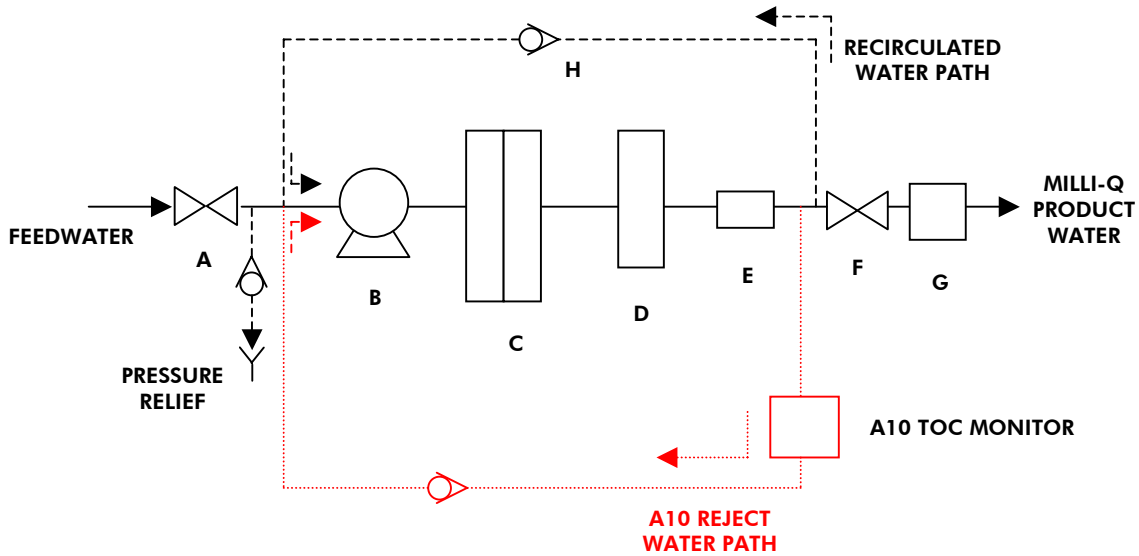 RECIRCULATED
WATER PATH
H
FEEDWATER
A
B
C
D
E
F
G
MILLI-Q
PRODUCT
WATER
PRESSURE
RELIEF
A10 TOC MONITOR
A10 REJECT
WATER PATH